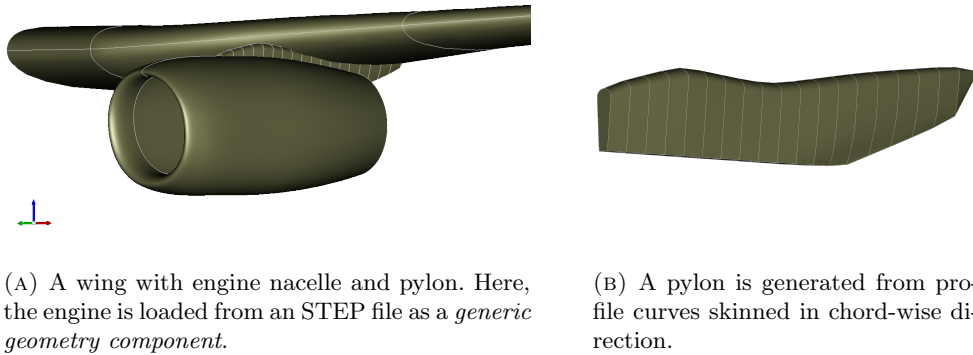 (A) A wing with engine nacelle and pylon. Here,
the engine is loaded from an STEP file as a generic
geometry component.
(B) A pylon is generated from pro-
file curves skinned in chord-wise di-
rection.